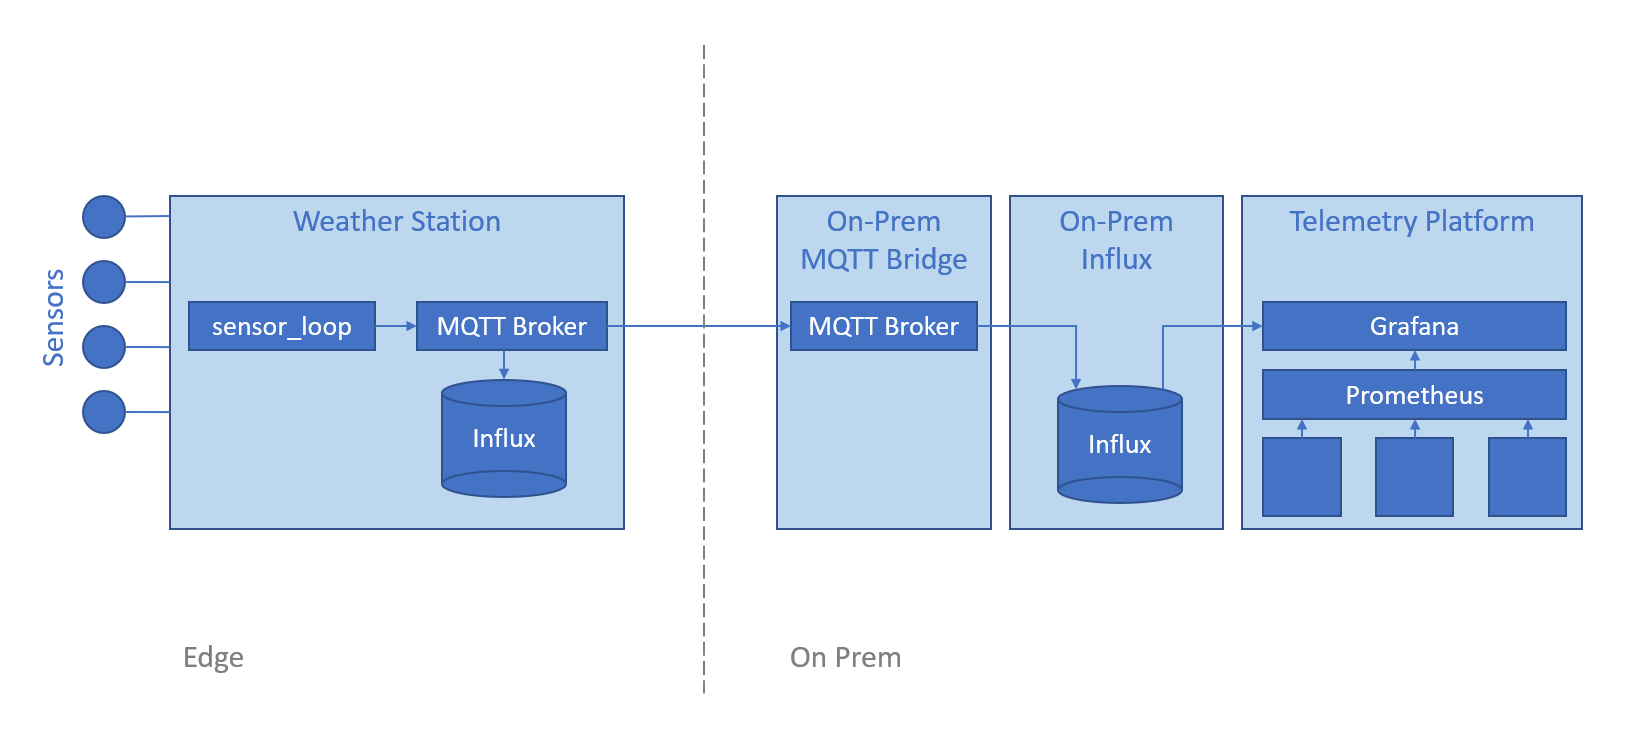 Sensors
Weather Station
sensor_loop
MQTT Broker
Influx
Edge
On-Prem
MQTT Bridge
MQTT Broker
On-Prem
Influx
Influx
Telemetry Platform
Grafana
Prometheus
On Prem